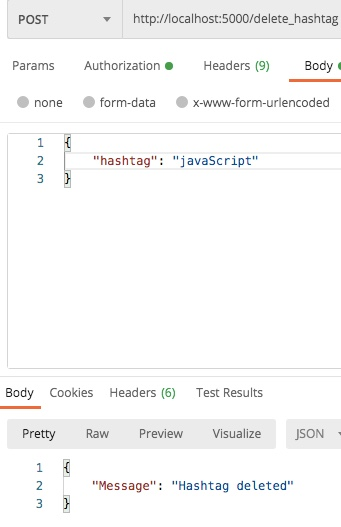 POST http://localhost:5000/delete_hashtag
Params Authorization Headers (9) Body
none form-data x-www-form-urlencoded
1 {
2 "hashtag": "javaScript"
3 }
Body Cookies Headers (6) Test Results
Pretty Raw Preview Visualize JSON
1 {
2 "Message": "Hashtag deleted"
3 }